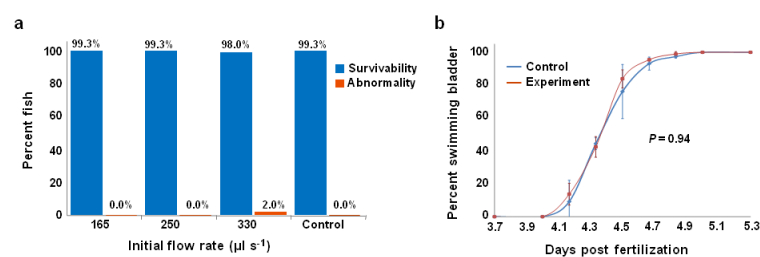 a
99.3%
99.3%
98.0%
99.3%
100
80
60
40
20
0
Percent fish
Survivability
Abnormality
0.0%
0.0%
2.0%
0.0%
165
250
330
Control
Initial flow rate (µl s-1)
b
100
80
60
40
20
0
Percent swimming bladder
Control
Experiment
P = 0.94
3.7
3.9
4.1
4.3
4.5
4.7
4.9
5.1
5.3
Days post fertilization